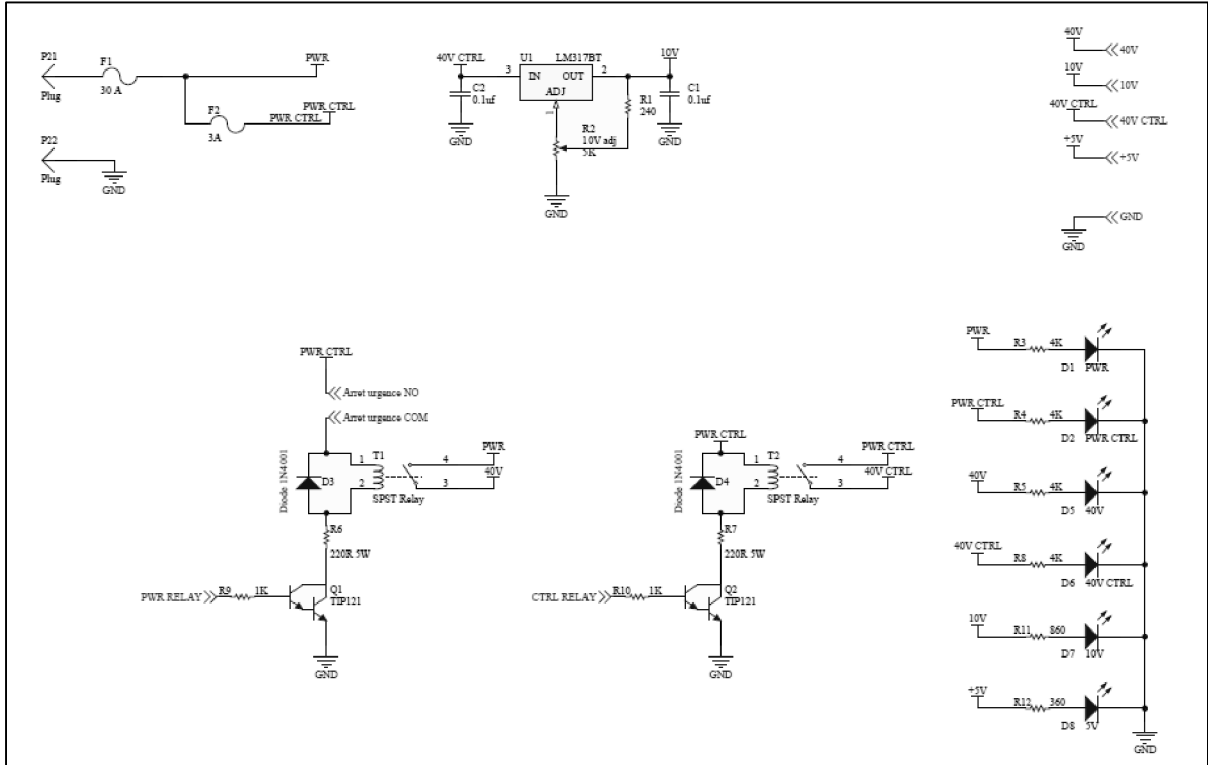 P21
Plug
F1
30 A
PWR
F2
3A
PWR CTRL
PWR CTRL
P22
Plug
GND
40V CTRL
U1 LM317BT
10V
3 IN OUT 2
ADJ
1
C2
0.1uf
GND
R1
240
C1
0.1uf
GND
R2
10V adj
5K
GND
40V
40V
10V
10V
40V CTRL
40V CTRL
+5V
+5V
GND
GND
PWR CTRL
Arret urgence NO
Arret urgence COM
Diode 1N4001
D3
1 T1
2
SPST Relay
4 PWR
3 40V
R6
220R 5W
PWR RELAY R9 1K
Q1
TIP121
GND
PWR CTRL
Diode 1N4001
D4
1 T2
2
SPST Relay
4 PWR CTRL
3 40V CTRL
R7
220R 5W
CTRL RELAY R10 1K
Q2
TIP121
GND
PWR
R3 4K
D1 PWR
PWR CTRL
R4 4K
D2 PWR CTRL
40V
R5 4K
D5 40V
40V CTRL
R8 4K
D6 40V CTRL
10V
R11 860
D7 10V
+5V
R12 360
D8 5V
GND